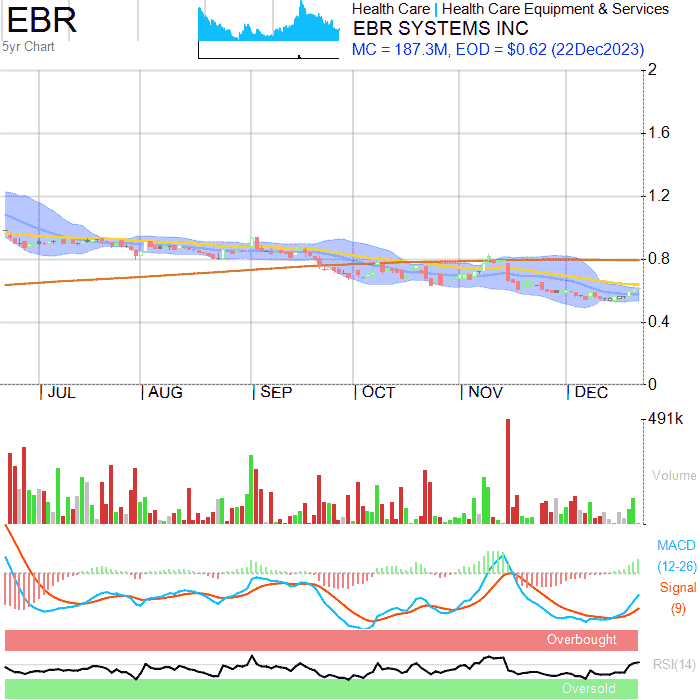 EBR
5yr Chart
Health Care | Health Care Equipment & Services
EBR SYSTEMS INC
MC = 187.3M, EOD = $0.62 (22Dec2023)
2
1.6
1.2
0.8
0.4
0
| JUL | AUG | SEP | OCT | NOV | DEC
491k
Volume
MACD
(12-26)
Signal
(9)
Overbought
RSI(14)
Oversold